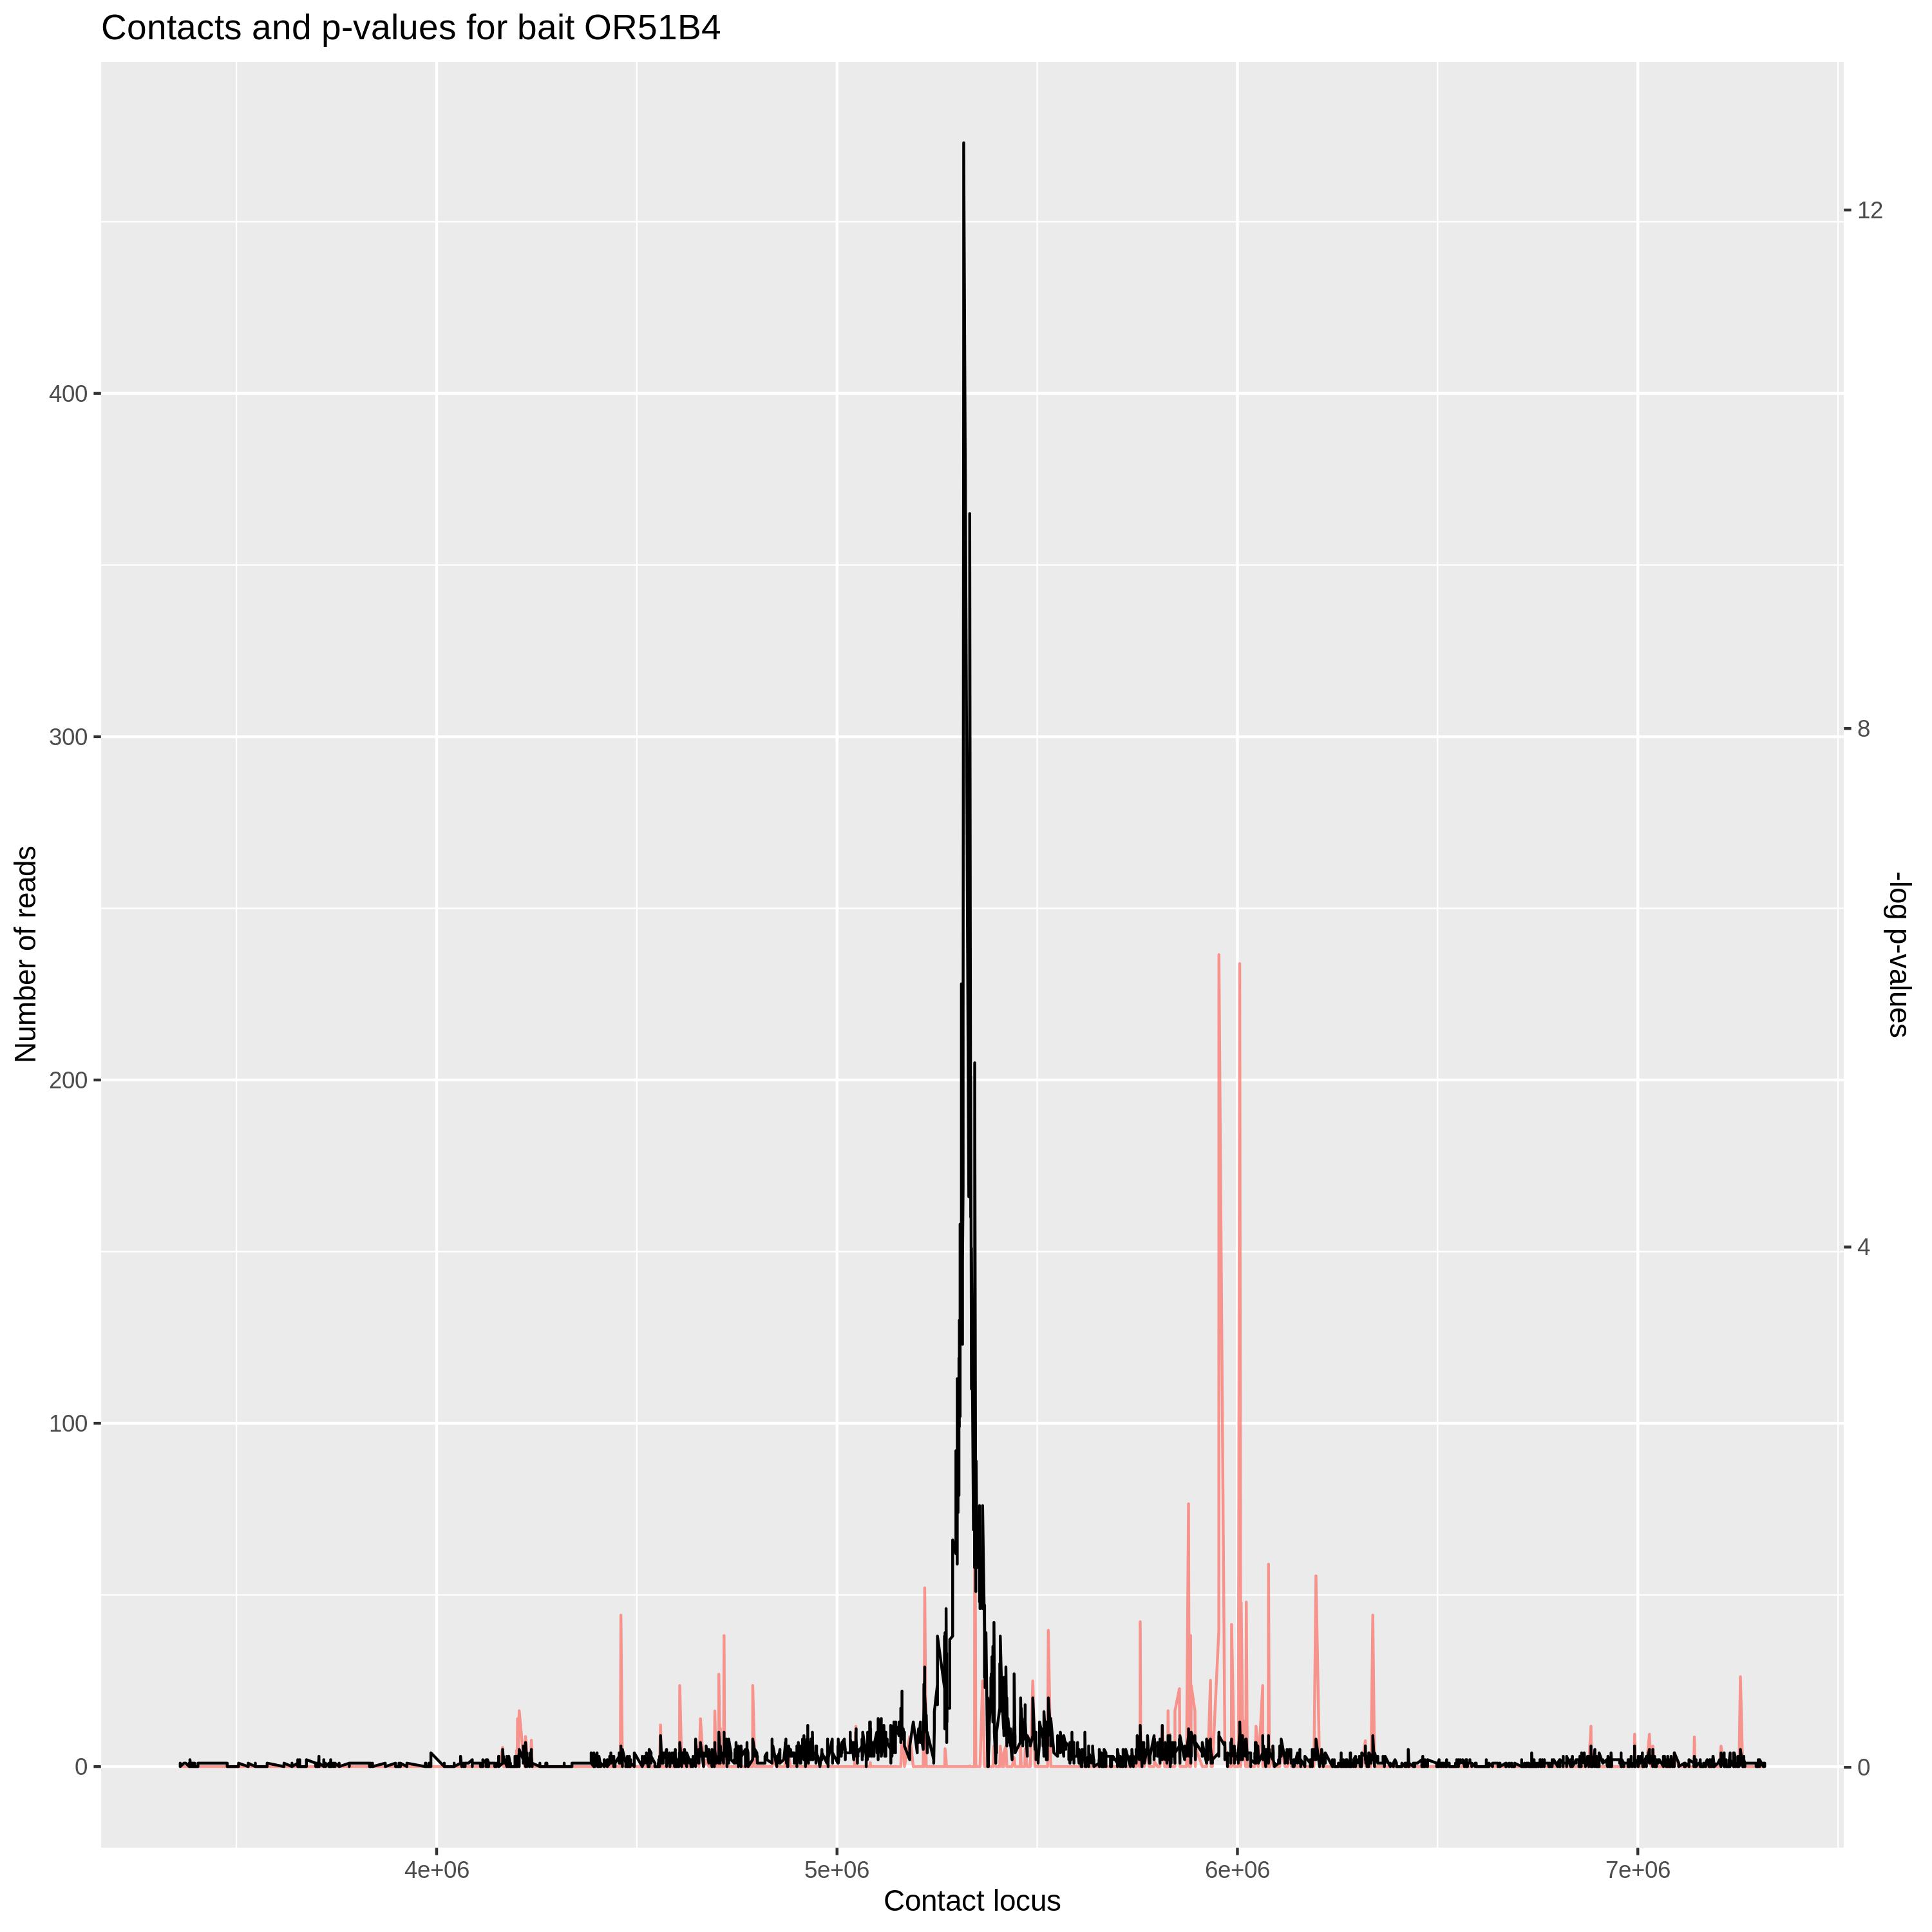 Contacts and p-values for bait OR51B4
400
300
200
100
0
Number of reads
12
8
4
0
-log p-values
4e+06
5e+06
6e+06
7e+06
Contact locus